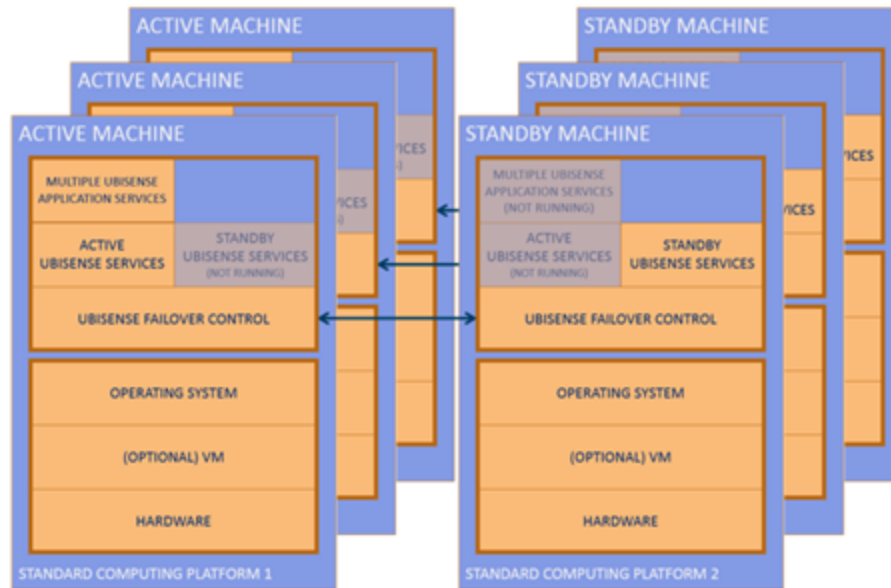 ACTIVE MACHINE
STANDBY MACHINE
ACTIVE MACHINE
STANDBY MACHINE
ACTIVE MACHINE
MULTIPLE UBISENSE
APPLICATION SERVICES
ACTIVE
UBISENSE SERVICES
STANDBY
UBISENSE SERVICES
(NOT RUNNING)
UBISENSE FAILOVER CONTROL
OPERATING SYSTEM
(OPTIONAL) VM
HARDWARE
STANDARD COMPUTING PLATFORM 1
STANDBY MACHINE
MULTIPLE UBISENSE
APPLICATION SERVICES
(NOT RUNNING)
ACTIVE
UBISENSE SERVICES
(NOT RUNNING)
STANDBY
UBISENSE SERVICES
UBISENSE FAILOVER CONTROL
OPERATING SYSTEM
(OPTIONAL) VM
HARDWARE
STANDARD COMPUTING PLATFORM 2